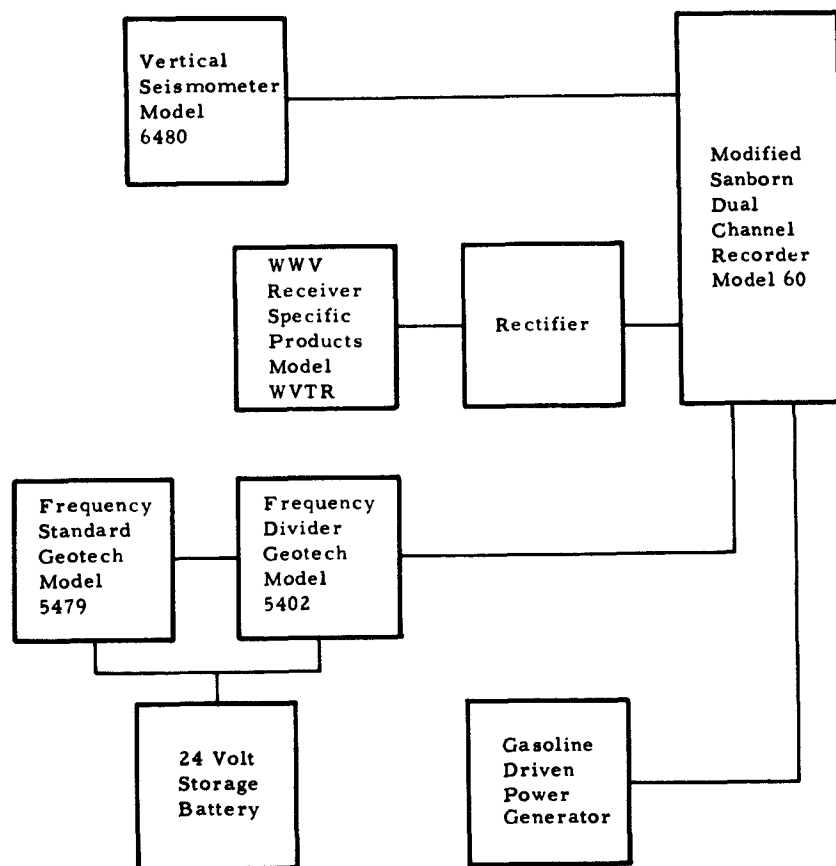 Vertical
Seismometer
Model
6480
Modified
Sanborn
Dual
Channel
Recorder
Model 60
WWV
Receiver
Specific
Products
Model
WVTR
Rectifier
Frequency
Standard
Geotech
Model
5479
Frequency
Divider
Geotech
Model
5402
24 Volt
Storage
Battery
Gasoline
Driven
Power
Generator